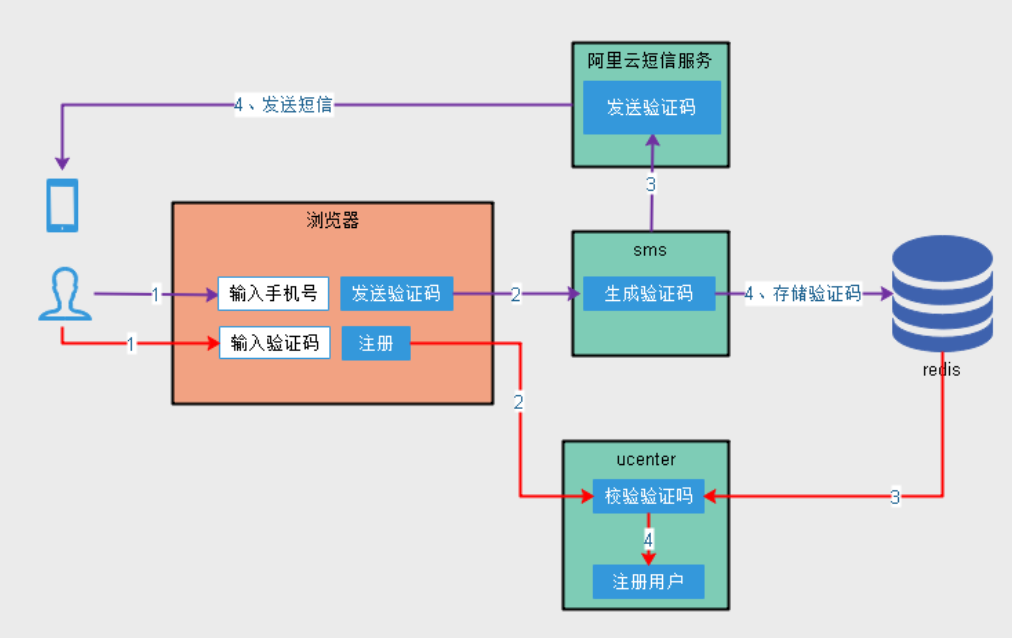 阿里云短信服务
发送验证码
4、发送短信
3
浏览器
sms
1
输入手机号
发送验证码
2
生成验证码
4、存储验证码
1
输入验证码
注册
redis
2
ucenter
校验验证吗
3
4
注册用户